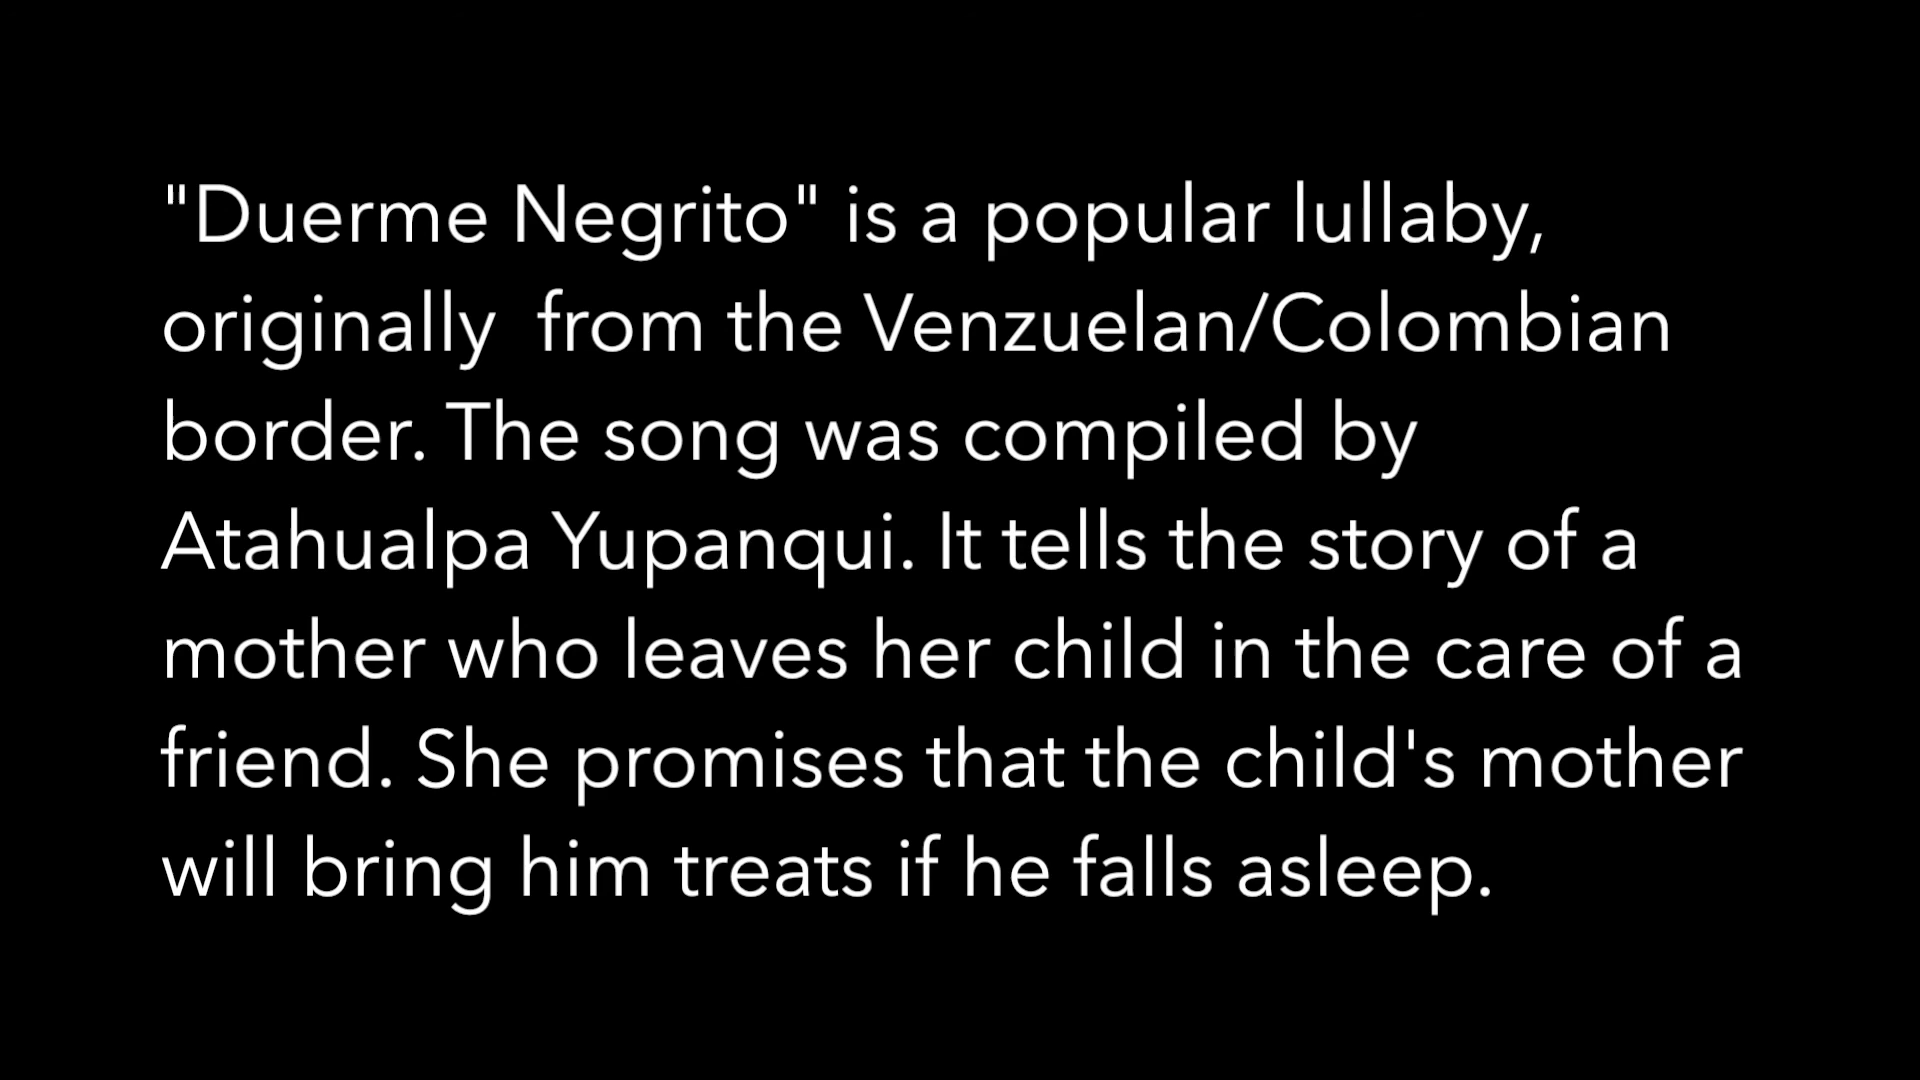 "Duerme Negrito" is a popular lullaby,
originally  from the Venzuelan/Colombian
border. The song was compiled by
Atahualpa Yupanqui. It tells the story of a
mother who leaves her child in the care of a
friend. She promises that the child's mother
will bring him treats if he falls asleep.